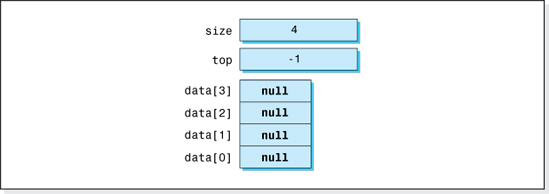 size 4
top -1
data[3] null
data[2] null
data[1] null
data[0] null